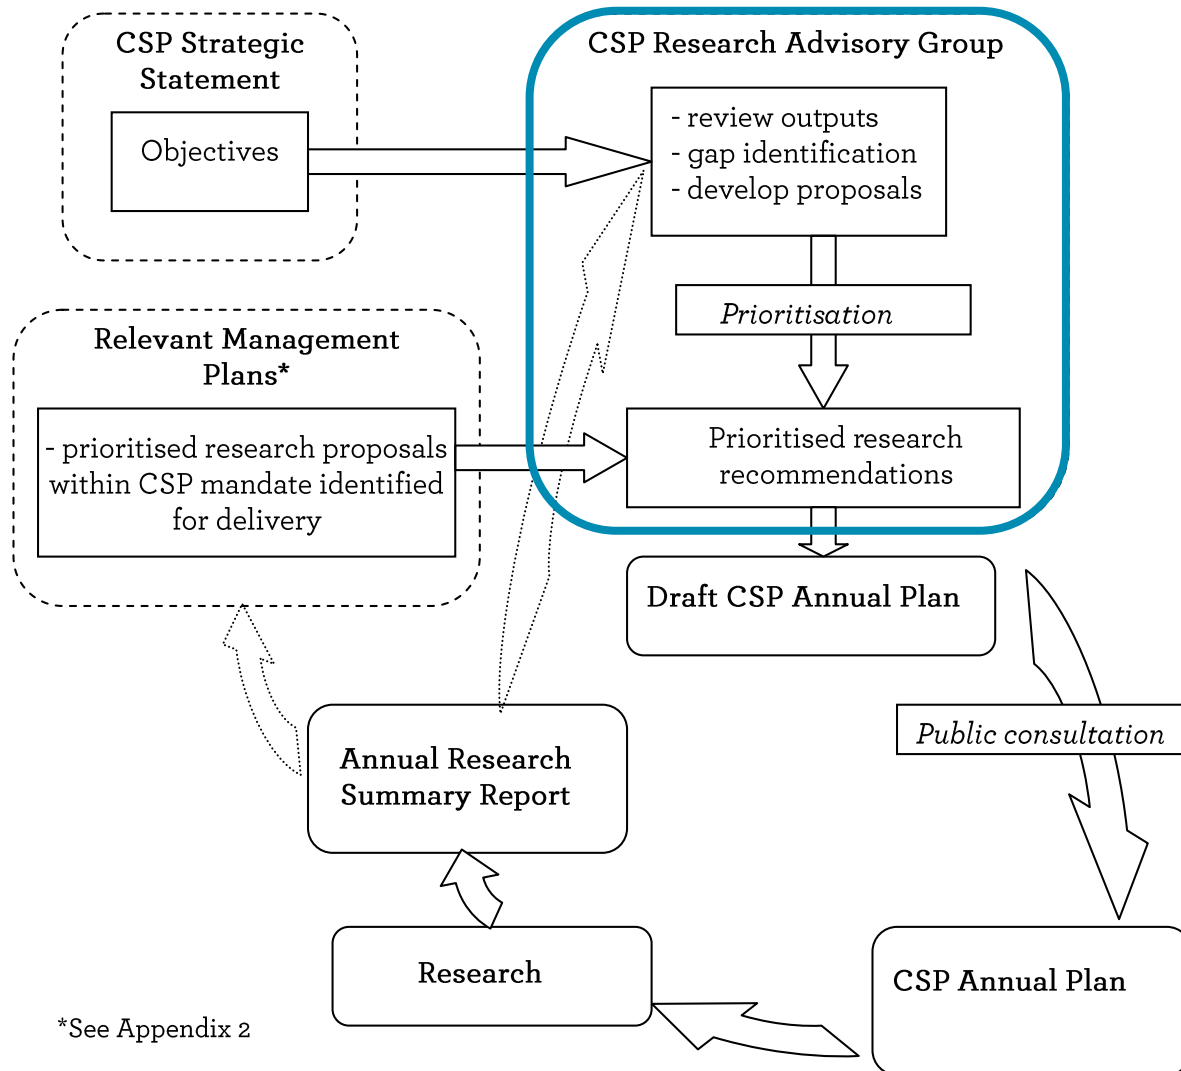 CSP Strategic
Statement
Objectives
CSP Research Advisory Group
- review outputs
- gap identification
- develop proposals
Prioritisation
Relevant Management
Plans*
- prioritised research proposals
within CSP mandate identified
for delivery
Prioritised research
recommendations
Draft CSP Annual Plan
Public consultation
Annual Research
Summary Report
Research
CSP Annual Plan
*See Appendix 2